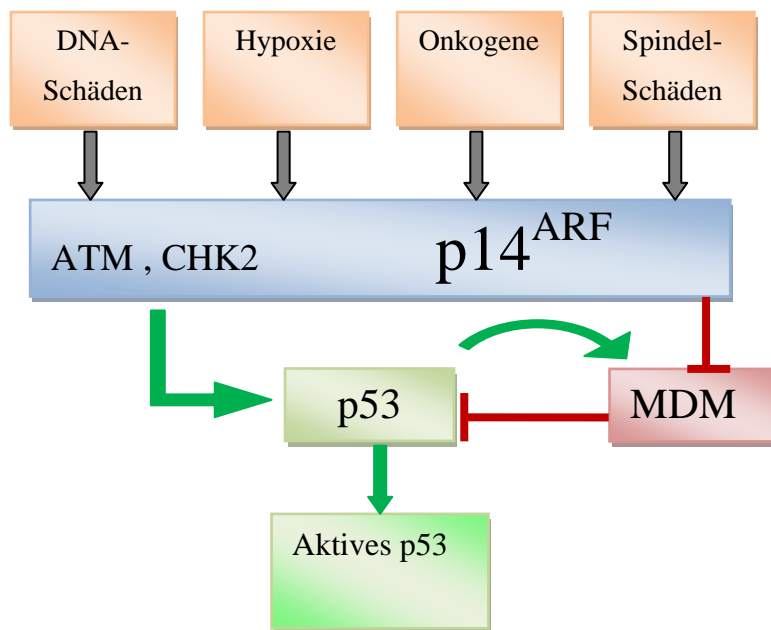 DNA-
Schäden
Hypoxie
Onkogene
Spindel-
Schäden
ATM , CHK2
p14ARF
p53
MDM
Aktives p53